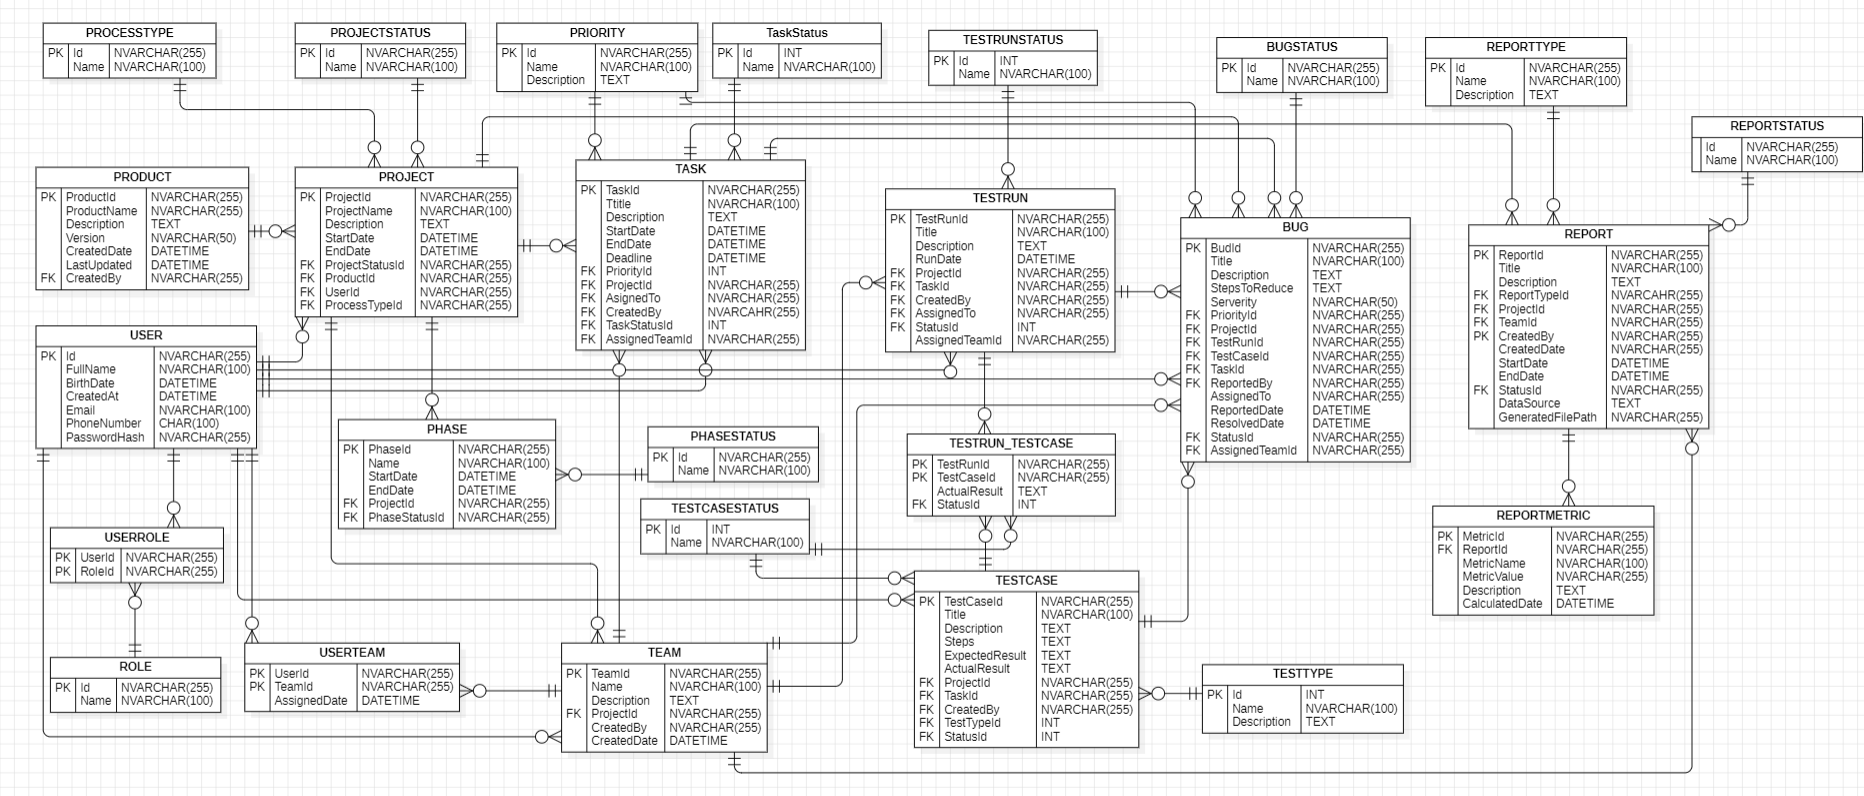 PROCESSTYPE
PK Id NVARCHAR(255)
Name NVARCHAR(100)
PROJECTSTATUS
PK Id NVARCHAR(255)
Name NVARCHAR(100)
PRIORITY
PK Id NVARCHAR(255)
Name NVARCHAR(100)
Description TEXT
TaskStatus
PK Id INT
Name NVARCHAR(100)
TESTRUNSTATUS
PK Id INT
Name NVARCHAR(100)
BUGSTATUS
PK Id NVARCHAR(255)
Name NVARCHAR(100)
REPORTTYPE
PK Id NVARCHAR(255)
Name NVARCHAR(100)
Description TEXT
REPORTSTATUS
Id NVARCHAR(255)
Name NVARCHAR(100)
PRODUCT
PK ProductId NVARCHAR(255)
ProductName NVARCHAR(255)
Description TEXT
Version NVARCHAR(50)
CreatedDate DATETIME
LastUpdated DATETIME
FK CreatedBy NVARCHAR(255)
PROJECT
PK ProjectId NVARCHAR(255)
ProjectName NVARCHAR(100)
Description TEXT
StartDate DATETIME
EndDate DATETIME
FK ProjectStatusId NVARCHAR(255)
FK ProductId NVARCHAR(255)
FK UserId NVARCHAR(255)
FK ProcessTypeId NVARCHAR(255)
TASK
PK TaskId NVARCHAR(255)
Ttitle NVARCHAR(100)
Description TEXT
StartDate DATETIME
EndDate DATETIME
Deadline DATETIME
FK PriorityId INT
FK ProjectId NVARCHAR(255)
FK AsignedTo NVARCHAR(255)
FK CreatedBy NVARCAHR(255)
FK TaskStatusId INT
FK AssignedTeamId NVARCHAR(255)
TESTRUN
PK TestRunId NVARCHAR(255)
Title NVARCHAR(100)
Description TEXT
RunDate DATETIME
FK ProjectId NVARCHAR(255)
FK TaskId NVARCHAR(255)
FK CreatedBy NVARCHAR(255)
FK AssignedTo NVARCHAR(255)
FK StatusId INT
AssignedTeamId NVARCHAR(255)
BUG
PK BudId NVARCHAR(255)
Title NVARCHAR(100)
Description TEXT
StepsToReduce TEXT
Serverity NVARCHAR(50)
FK PriorityId NVARCHAR(255)
FK ProjectId NVARCHAR(255)
FK TestRunId NVARCHAR(255)
FK TestCaseId NVARCHAR(255)
FK TaskId NVARCHAR(255)
FK ReportedBy NVARCHAR(255)
AssignedTo NVARCHAR(255)
ReportedDate DATETIME
ResolvedDate DATETIME
FK StatusId NVARCHAR(255)
FK AssignedTeamId NVARCHAR(255)
REPORT
PK ReportId NVARCHAR(255)
Title NVARCHAR(100)
Description TEXT
FK ReportTypeId NVARCAHR(255)
FK ProjectId NVARCHAR(255)
FK TeamId NVARCHAR(255)
PK CreatedBy NVARCHAR(255)
CreatedDate NVARCHAR(255)
StartDate DATETIME
EndDate DATETIME
FK StatusId NVARCHAR(255)
DataSource TEXT
GeneratedFilePath NVARCHAR(255)
USER
PK Id NVARCHAR(255)
FullName NVARCHAR(100)
BirthDate DATETIME
CreatedAt DATETIME
Email NVARCHAR(100)
PhoneNumber CHAR(100)
PasswordHash NVARCHAR(255)
PHASE
PK PhaseId NVARCHAR(255)
Name NVARCHAR(100)
StartDate DATETIME
EndDate DATETIME
FK ProjectId NVARCHAR(255)
FK PhaseStatusId NVARCHAR(255)
PHASESTATUS
PK Id NVARCHAR(255)
Name NVARCHAR(100)
TESTRUN_TESTCASE
PK TestRunId NVARCHAR(255)
PK TestCaseId NVARCHAR(255)
ActualResult TEXT
FK StatusId INT
TESTCASESTATUS
PK Id INT
Name NVARCHAR(100)
REPORTMETRIC
PK MetricId NVARCHAR(255)
FK ReportId NVARCHAR(255)
MetricName NVARCHAR(100)
MetricValue NVARCHAR(255)
Description TEXT
CalculatedDate DATETIME
USERROLE
PK UserId NVARCHAR(255)
PK RoleId NVARCHAR(255)
TESTCASE
PK TestCaseId NVARCHAR(255)
Title NVARCHAR(100)
Description TEXT
Steps TEXT
ExpectedResult TEXT
ActualResult TEXT
FK ProjectId NVARCHAR(255)
FK TaskId NVARCHAR(255)
FK CreatedBy NVARCHAR(255)
FK TestTypeId INT
FK StatusId INT
ROLE
PK Id NVARCHAR(255)
Name NVARCHAR(100)
USERTEAM
PK UserId NVARCHAR(255)
PK TeamId NVARCHAR(255)
AssignedDate DATETIME
TEAM
PK TeamId NVARCHAR(255)
Name NVARCHAR(100)
Description TEXT
FK ProjectId NVARCHAR(255)
CreatedBy NVARCHAR(255)
CreatedDate DATETIME
TESTTYPE
PK Id INT
Name NVARCHAR(100)
Description TEXT